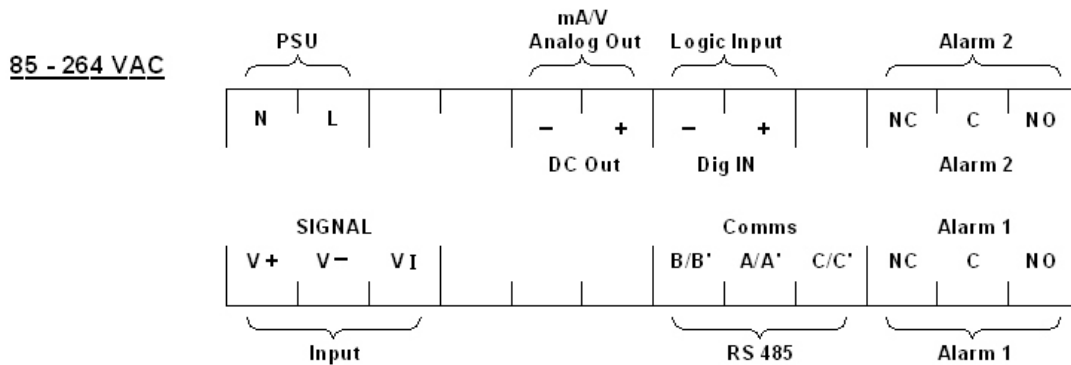 mA/V
PSU Analog Out Logic Input Alarm 2
85 - 264 VAC
N L − + − + NC C NO
DC Out Dig IN Alarm 2
SIGNAL Comms Alarm 1
V+ V− VI B/B' A/A' C/C' NC C NO
Input RS 485 Alarm 1